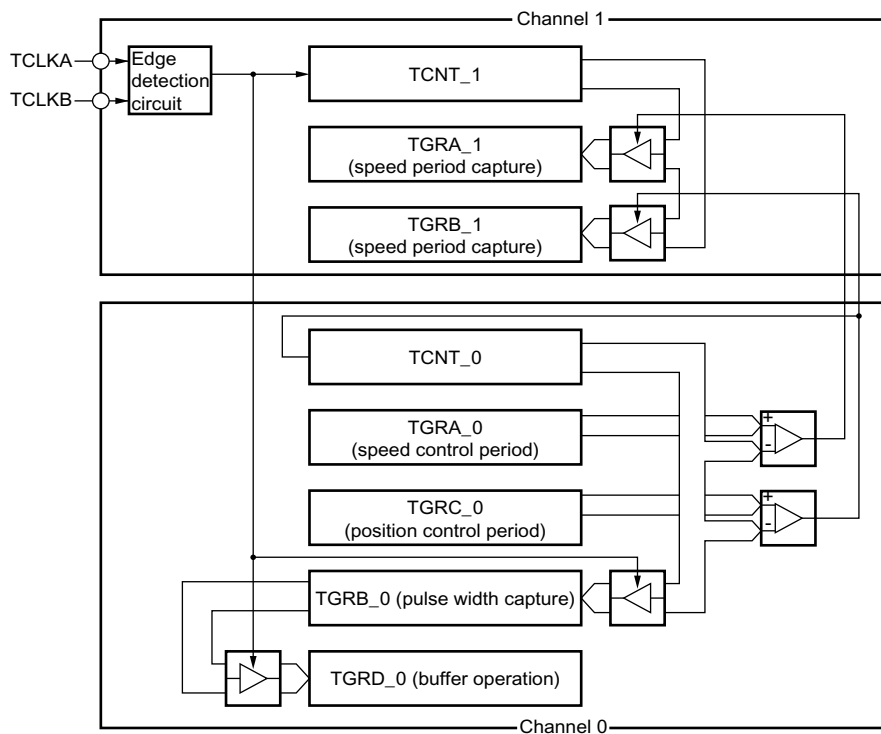 Channel 1
TCLKA
TCLKB
Edge
detection
circuit
TCNT_1
TGRA_1
(speed period capture)
TGRB_1
(speed period capture)
TCNT_0
TGRA_0
(speed control period)
+
-
TGRC_0
(position control period)
+
-
TGRB_0 (pulse width capture)
TGRD_0 (buffer operation)
Channel 0